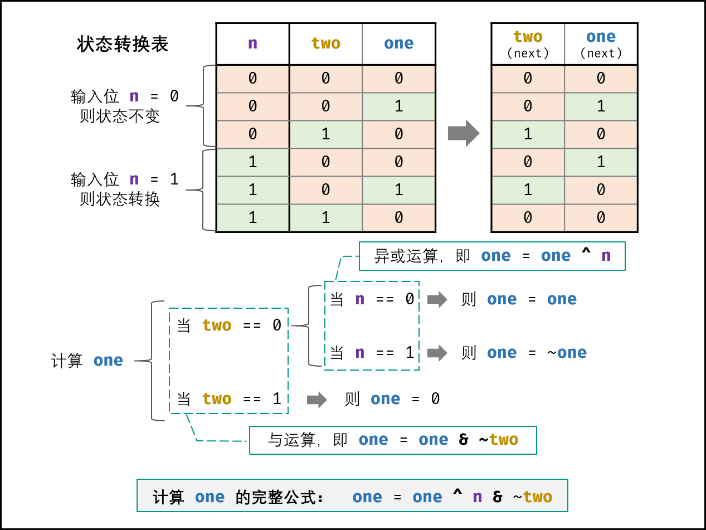 状态转换表
n two one
two one
(next) (next)
输入位 n = 0
则状态不变
0 0 0 0 0
0 0 1 0 1
0 1 0 1 0
输入位 n = 1
则状态转换
1 0 0 0 1
1 0 1 1 0
1 1 0 0 0
异或运算，即 one = one ^ n
当 n == 0 则 one = one
当 two == 0
当 n == 1 则 one = ~one
计算 one
当 two == 1 则 one = 0
与运算，即 one = one & ~two
计算 one 的完整公式： one = one ^ n & ~two